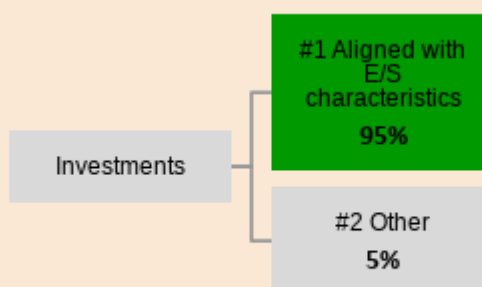 #1 Aligned with
E/S
characteristics
95%
Investments
#2 Other
5%